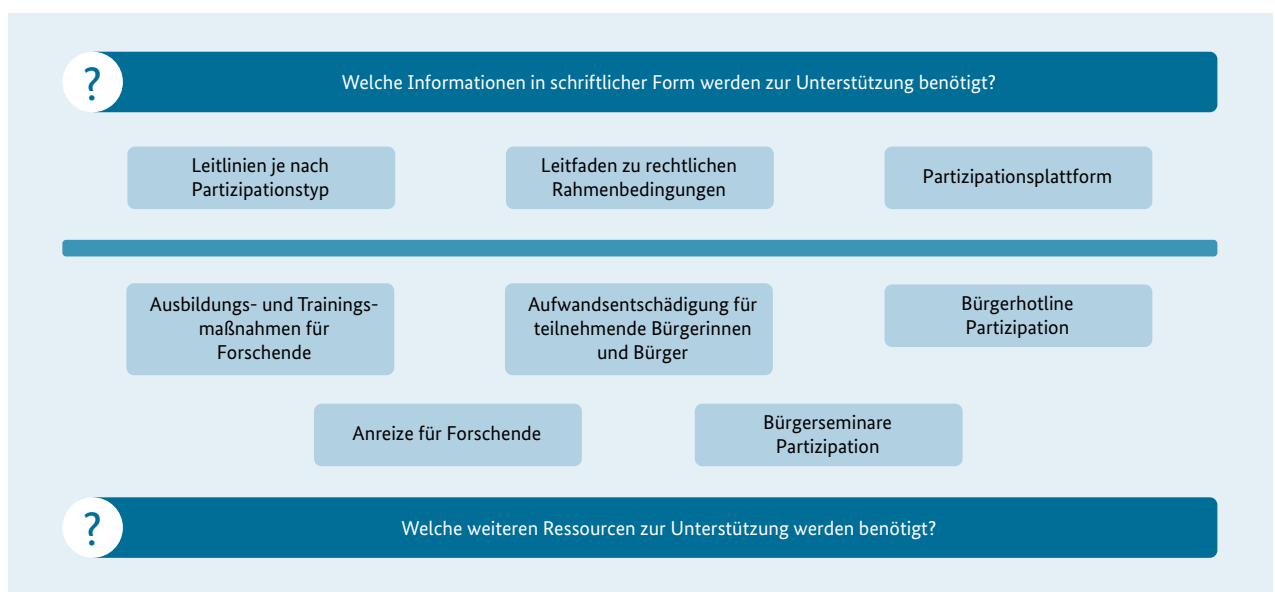 ?
Welche Informationen in schriftlicher Form werden zur Unterstützung benötigt?
Leitlinien je nach
Partizipationstyp
Leitfaden zu rechtlichen
Rahmenbedingungen
Partizipationsplattform
Ausbildungs- und Trainings-
maßnahmen für
Forschende
Aufwandsentschädigung für
teilnehmende Bürgerinnen
und Bürger
Bürgerhotline
Partizipation
Anreize für Forschende
Bürgerseminare
Partizipation
?
Welche weiteren Ressourcen zur Unterstützung werden benötigt?